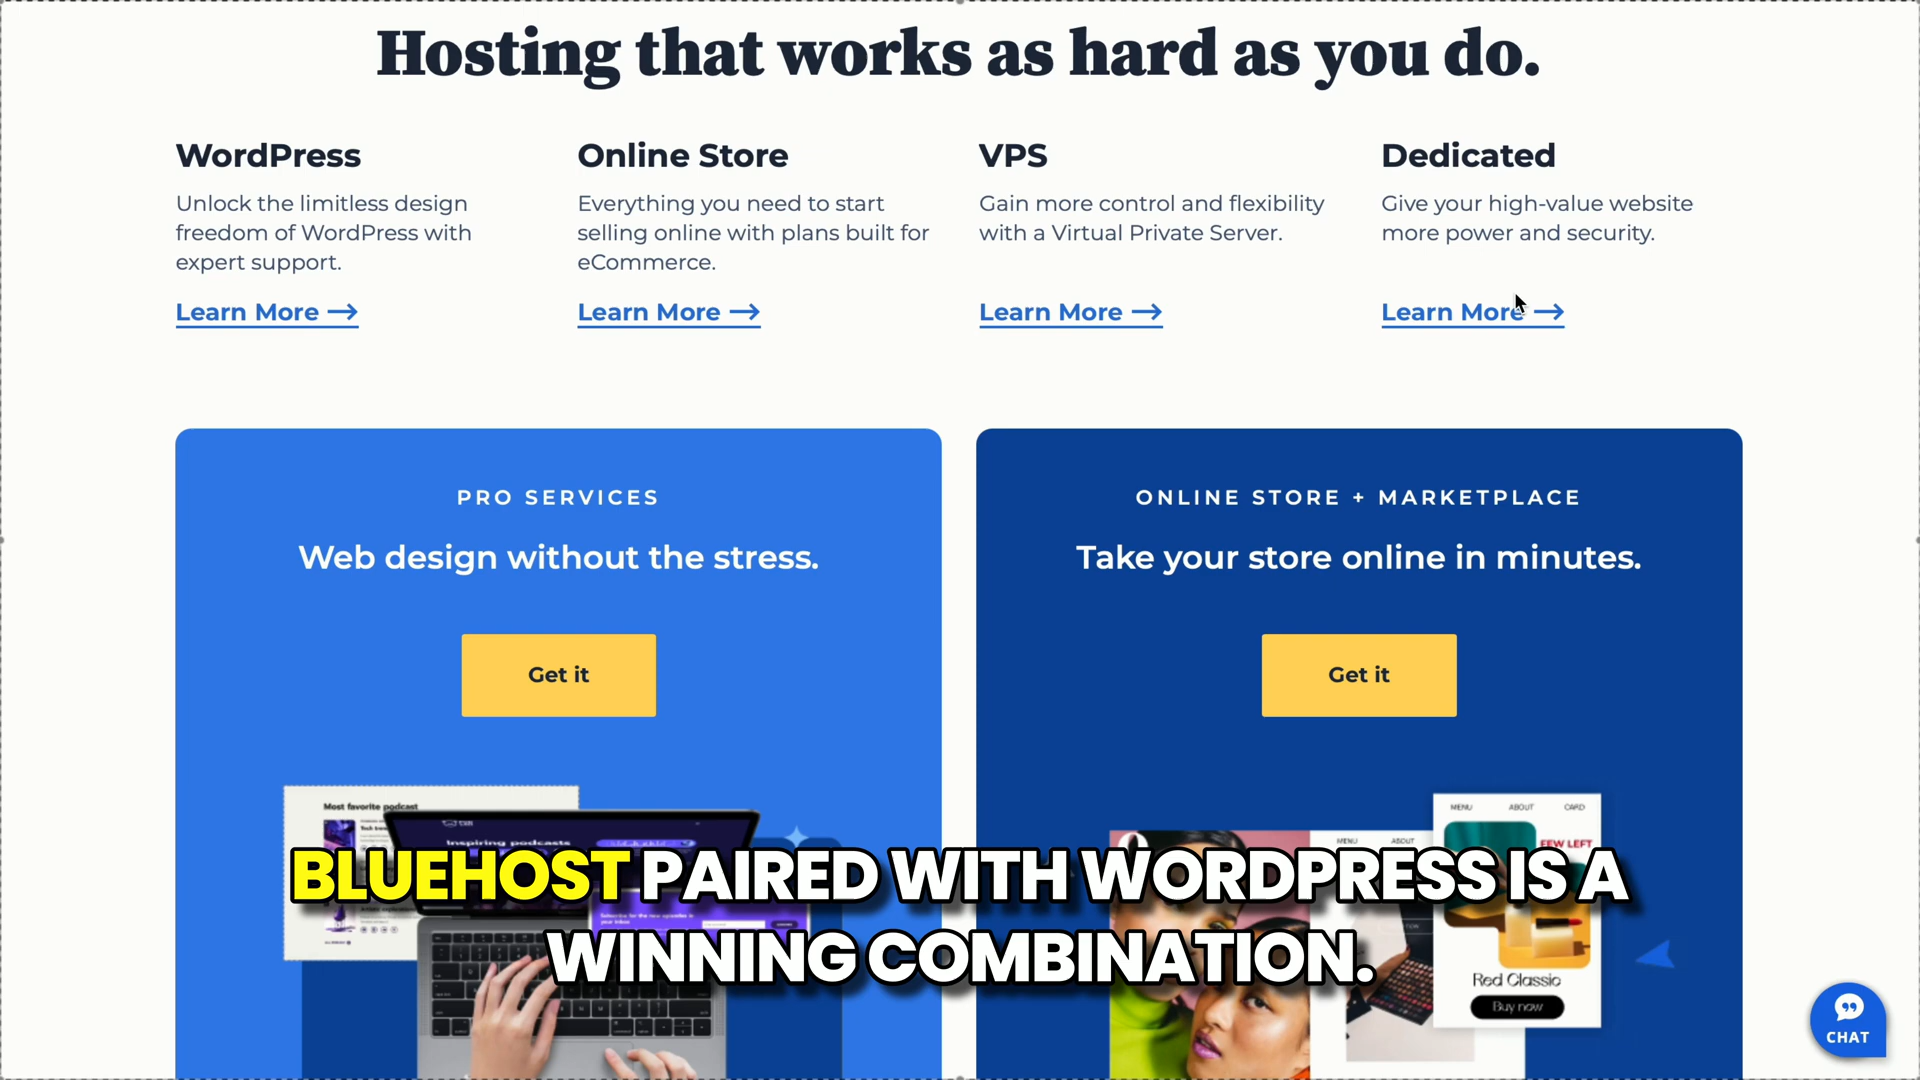 Hosting that works as hard as you do.
WordPress
Unlock the limitless design
freedom of WordPress with
expert support.
Learn More →
Online Store
Everything you need to start
selling online with plans built for
eCommerce.
Learn More →
VPS
Gain more control and flexibility
with a Virtual Private Server.
Learn More →
Dedicated
Give your high-value website
more power and security.
Learn More →
PRO SERVICES
Web design without the stress.
Get it
Most favorite podcast
Inspiring podcasts
ONLINE STORE + MARKETPLACE
Take your store online in minutes.
Get it
MENU ABOUT
MENU ABOUT CARD
FEW LEFT
Red Classic
Buy now
BLUEHOST PAIRED WITH WORDPRESS IS A
WINNING COMBINATION.
CHAT